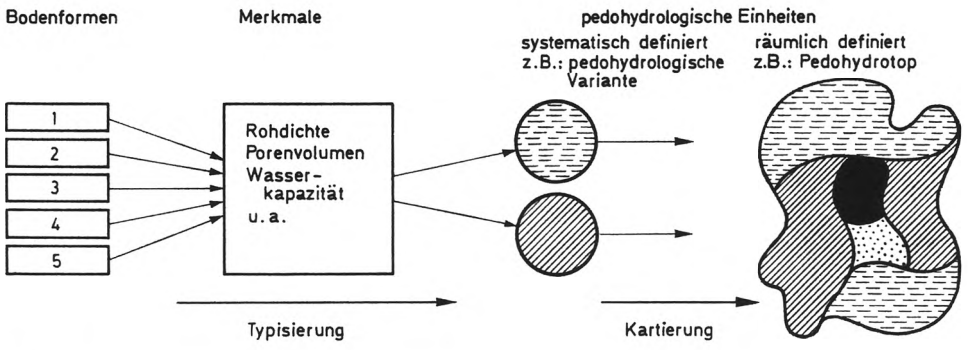 Bodenformen
Merkmale
pedohydrologische Einheiten
systematisch definiert
z.B.: pedohydrologische
Variante
räumlich definiert
z.B.: Pedohydrotop
1
2
3
4
5
Rohdichte
Porenvolumen
Wasser-
kapazität
u. a.
Typisierung
Kartierung